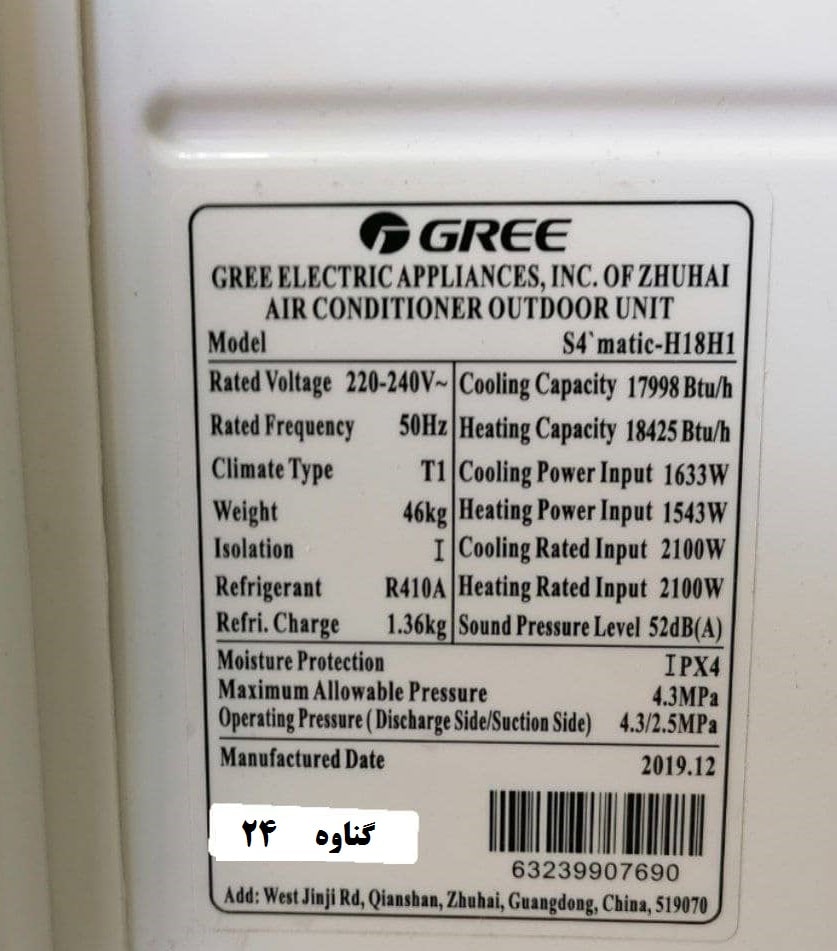 GREE
GREE ELECTRIC APPLIANCES, INC. OF ZHUHAI
AIR CONDITIONER OUTDOOR UNIT
Model S4`matic-H18H1
Rated Voltage 220-240V~ Cooling Capacity 17998 Btu/h
Rated Frequency 50Hz Heating Capacity 18425 Btu/h
Climate Type T1 Cooling Power Input 1633W
Weight 46kg Heating Power Input 1543W
Isolation I Cooling Rated Input 2100W
Refrigerant R410A Heating Rated Input 2100W
Refri. Charge 1.36kg Sound Pressure Level 52dB(A)
Moisture Protection IPX4
Maximum Allowable Pressure 4.3MPa
Operating Pressure ( Discharge Side/Suction Side) 4.3/2.5MPa
Manufactured Date 2019.12
گناوه ۲۴
63239907690
Add: West Jinji Rd, Qianshan, Zhuhai, Guangdong, China, 519070